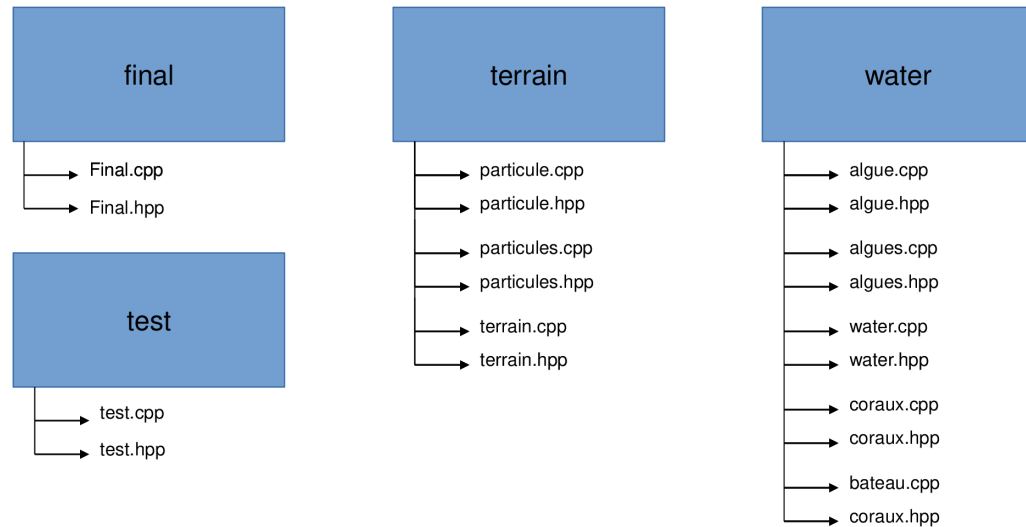 final
Final.cpp
Final.hpp
test
test.cpp
test.hpp
terrain
particule.cpp
particule.hpp
particules.cpp
particules.hpp
terrain.cpp
terrain.hpp
water
algue.cpp
algue.hpp
algues.cpp
algues.hpp
water.cpp
water.hpp
coraux.cpp
coraux.hpp
bateau.cpp
coraux.hpp